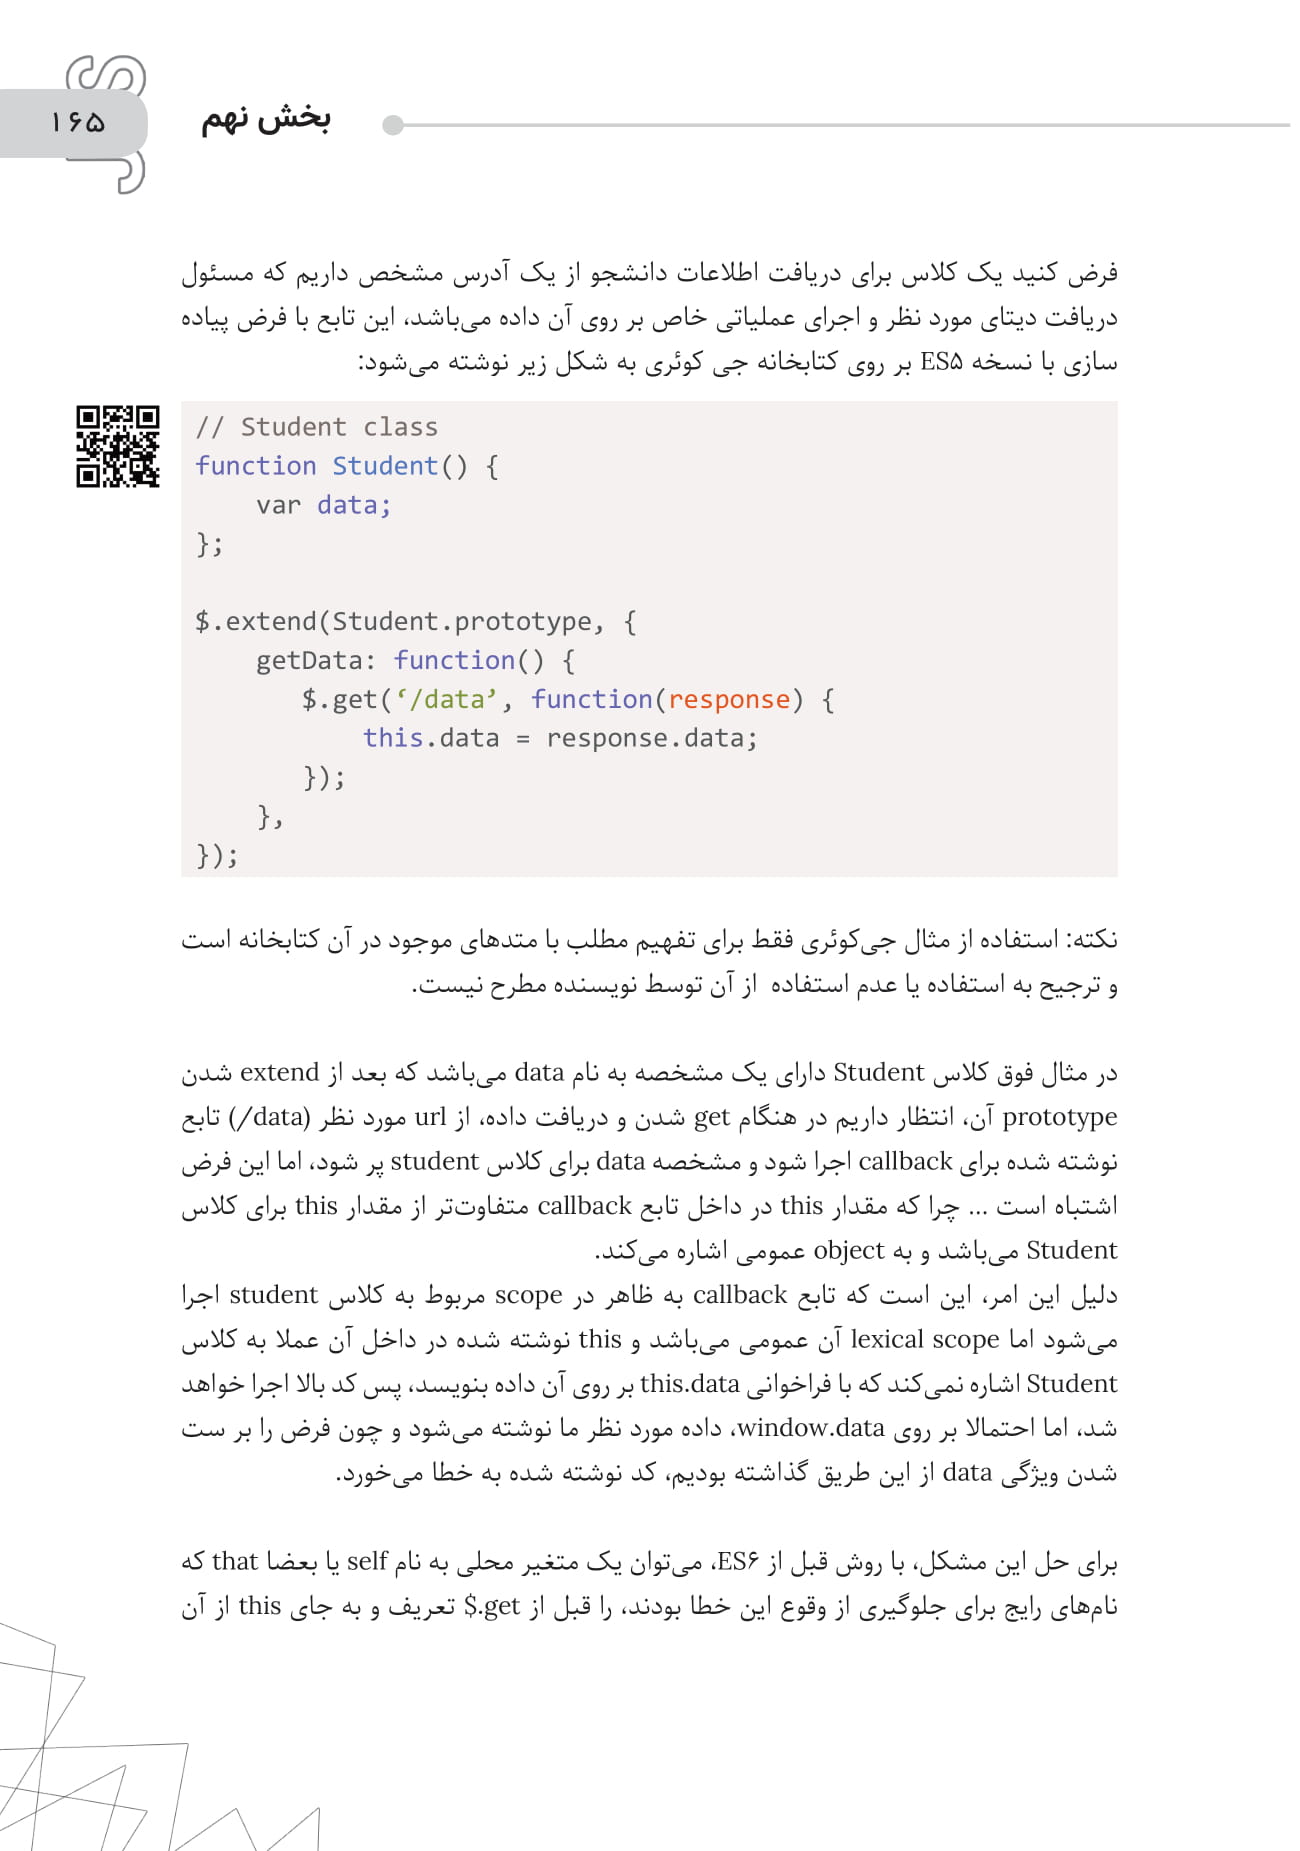 JS
۱۶۵
بخش نهم
فرض کنید یک کلاس برای دریافت اطلاعات دانشجو از یک آدرس مشخص داریم که مسئول
دریافت دیتای مورد نظر و اجرای عملیاتی خاص بر روی آن داده می‌باشد، این تابع با فرض پیاده
سازی با نسخه ES۵ بر روی کتابخانه جی کوئری به شکل زیر نوشته می‌شود:
// Student class
function Student() {
    var data;
};
$.extend(Student.prototype, {
    getData: function() {
       $.get(‘/data’, function(response) {
           this.data = response.data;
       });
    },
});
نکته: استفاده از مثال جی‌کوئری فقط برای تفهیم مطلب با متدهای موجود در آن کتابخانه است
و ترجیح به استفاده یا عدم استفاده  از آن توسط نویسنده مطرح نیست.
در مثال فوق کلاس Student دارای یک مشخصه به نام data می‌باشد که بعد از extend شدن
prototype آن، انتظار داریم در هنگام get شدن و دریافت داده، از url مورد نظر (data/) تابع
نوشته شده برای callback اجرا شود و مشخصه data برای کلاس student پر شود، اما این فرض
اشتباه است ... چرا که مقدار this در داخل تابع callback متفاوت‌تر از مقدار this برای کلاس
Student می‌باشد و به object عمومی اشاره می‌کند.
دلیل این امر، این است که تابع callback به ظاهر در scope مربوط به کلاس student اجرا
می‌شود اما lexical scope آن عمومی می‌باشد و this نوشته شده در داخل آن عملا به کلاس
Student اشاره نمی‌کند که با فراخوانی this.data بر روی آن داده بنویسد، پس کد بالا اجرا خواهد
شد، اما احتمالا بر روی window.data، داده مورد نظر ما نوشته می‌شود و چون فرض را بر ست
شدن ویژگی data از این طریق گذاشته بودیم، کد نوشته شده به خطا می‌خورد.
برای حل این مشکل، با روش قبل از ES۶، می‌توان یک متغیر محلی به نام self یا بعضا that که
نام‌های رایج برای جلوگیری از وقوع این خطا بودند، را قبل از get.$ تعریف و به جای this از آن